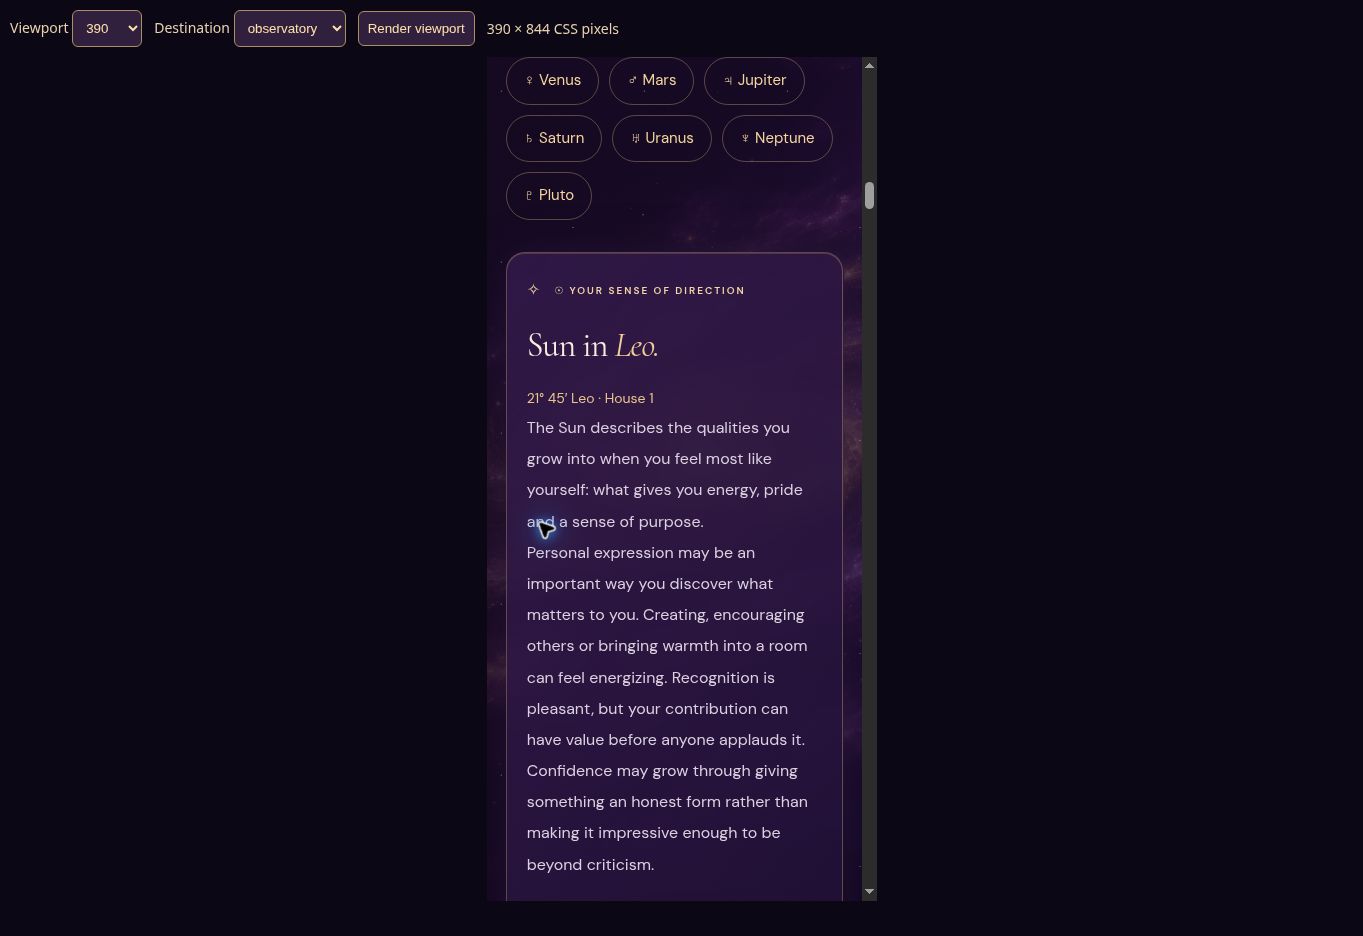 Viewport 390 Destination observatory Render viewport 390 × 844 CSS pixels
♀ Venus ♂ Mars ♃ Jupiter
♄ Saturn ♅ Uranus ♆ Neptune
♇ Pluto
✧ ☉ YOUR SENSE OF DIRECTION
Sun in Leo.
21° 45′ Leo · House 1
The Sun describes the qualities you
grow into when you feel most like
yourself: what gives you energy, pride
and a sense of purpose.
Personal expression may be an
important way you discover what
matters to you. Creating, encouraging
others or bringing warmth into a room
can feel energizing. Recognition is
pleasant, but your contribution can
have value before anyone applauds it.
Confidence may grow through giving
something an honest form rather than
making it impressive enough to be
beyond criticism.